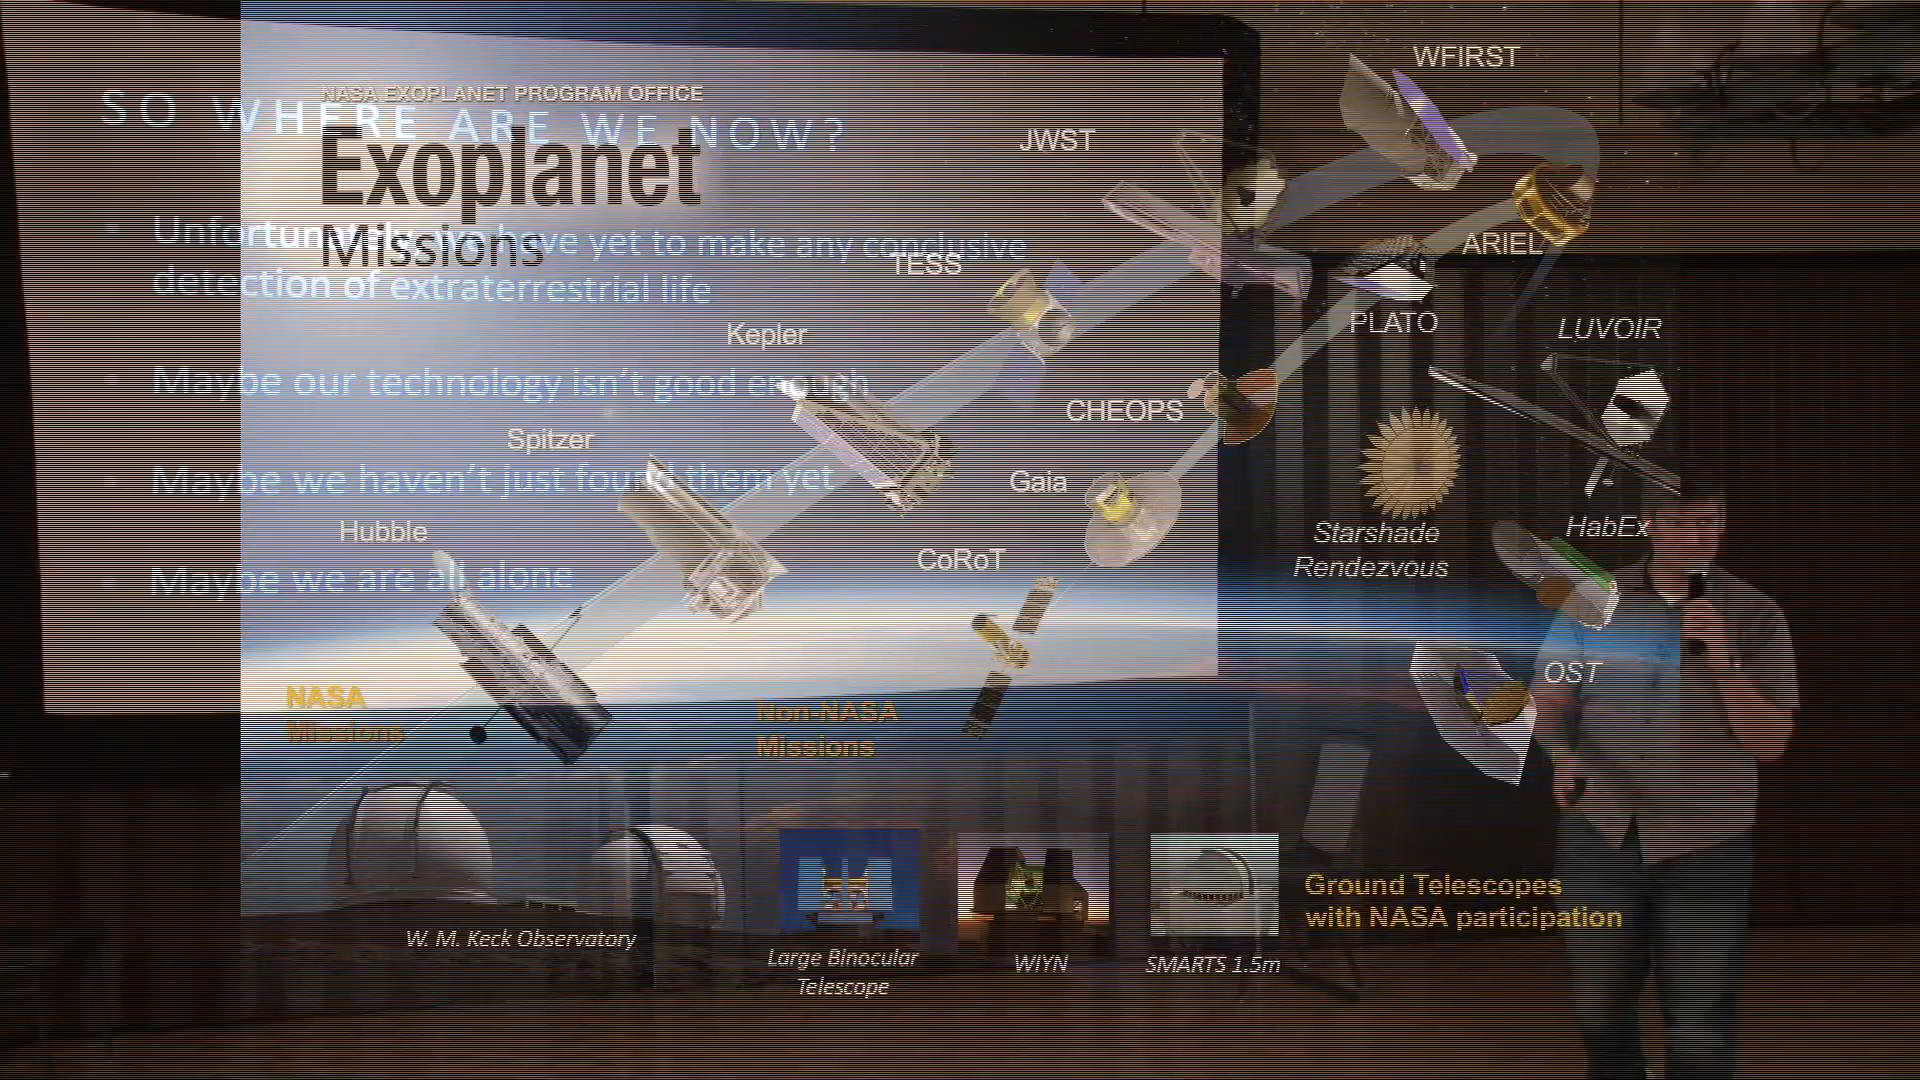 SO WHERE ARE WE NOW?
Unfortunately, we have yet to make any conclusive
detection of extraterrestrial life
Maybe our technology isn't good enough
Maybe we haven't just found them yet
Maybe we are all alone
NASA EXOPLANET PROGRAM OFFICE
Exoplanet
Missions
WFIRST
JWST
ARIEL
TESS
PLATO
LUVOIR
Kepler
CHEOPS
Spitzer
Gaia
Starshade
Rendezvous
HabEx
Hubble
CoRoT
OST
NASA
Missions
Non-NASA
Missions
Ground Telescopes
with NASA participation
W. M. Keck Observatory
Large Binocular
Telescope
WIYN
SMARTS 1.5m